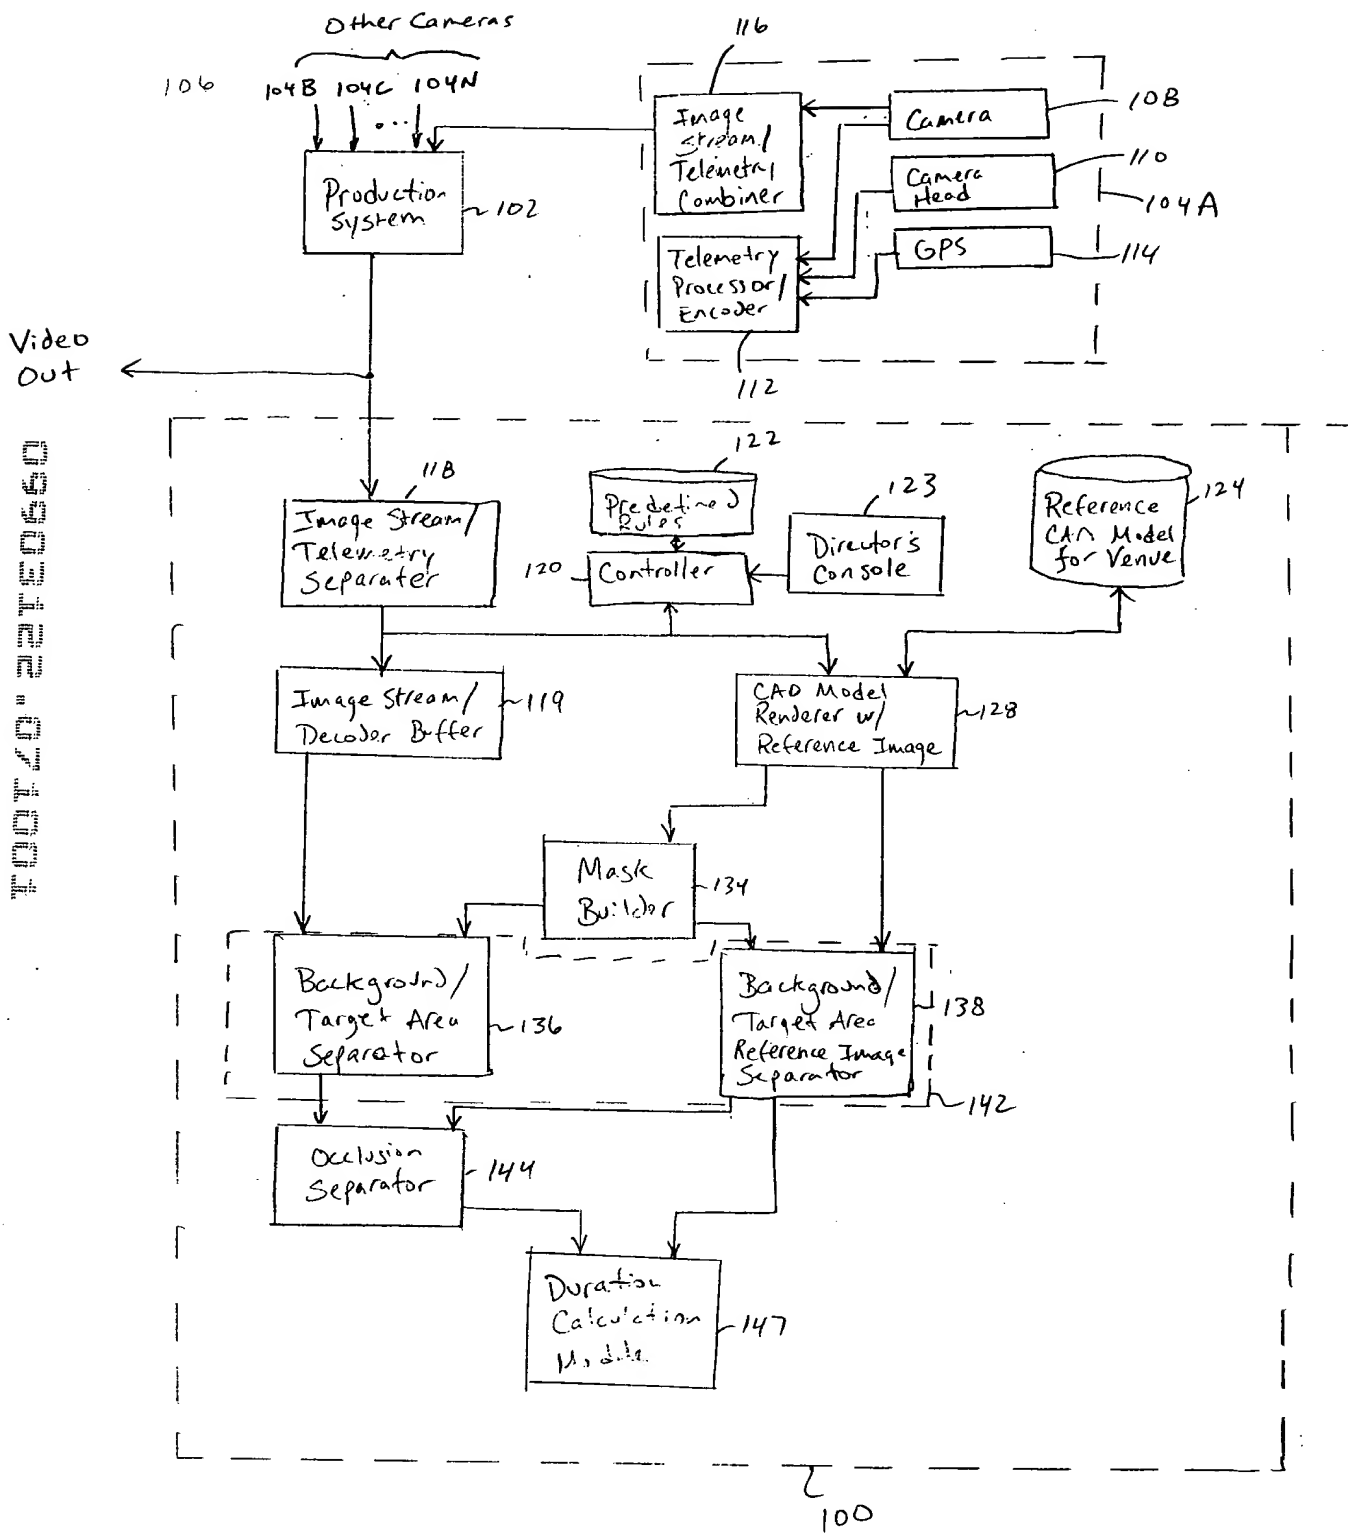 Other Cameras
106
104B 104C ... 104N
116
Image
Stream/
Telemetry
Combiner
Camera
108
Camera
Head
110
104A
GPS
114
Telemetry
Processor/
Encoder
112
Production
System
102
Video
Out
118
Image Stream/
Telemetry
Separater
122
Predefined
Rules
120
Controller
123
Director's
Console
Reference
CAD Model
for Venue
124
Image Stream/
Decoder Buffer
119
CAD Model
Renderer w/
Reference Image
128
Mask
Builder
134
Background/
Target Area
Separator
136
Background/
Target Area
Reference Image
Separator
138
142
Occlusion
Separator
144
Duration
Calculation
Module
147
100